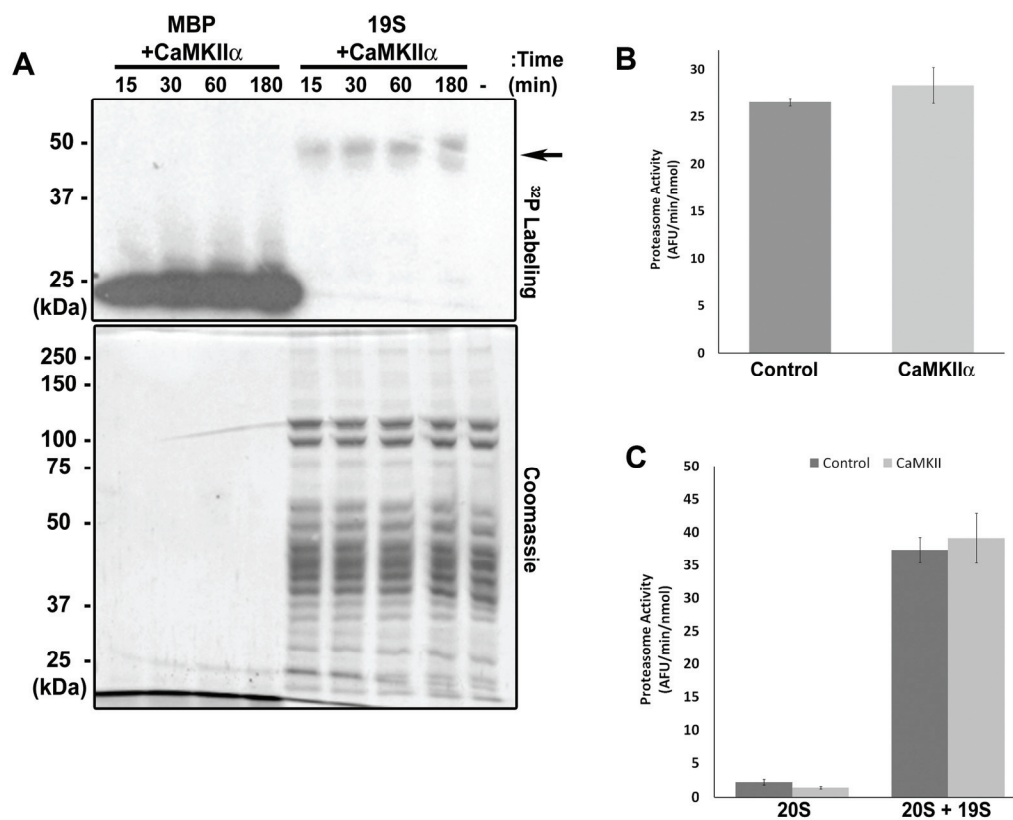 A
MBP
+CaMKIIα
19S
+CaMKIIα
:Time
(min)
15 30 60 180 15 30 60 180 -
50 -
37 -
25 -
(kDa)
³²P Labeling
250 -
150 -
100 -
75 -
50 -
37 -
25 -
(kDa)
Coomassie
B
Proteasome Activity
(AFU/min/nmol)
30
25
20
15
10
5
0
Control CaMKIIα
C
Control CaMKII
Proteasome Activity
(AFU/min/nmol)
50
45
40
35
30
25
20
15
10
5
0
20S 20S + 19S